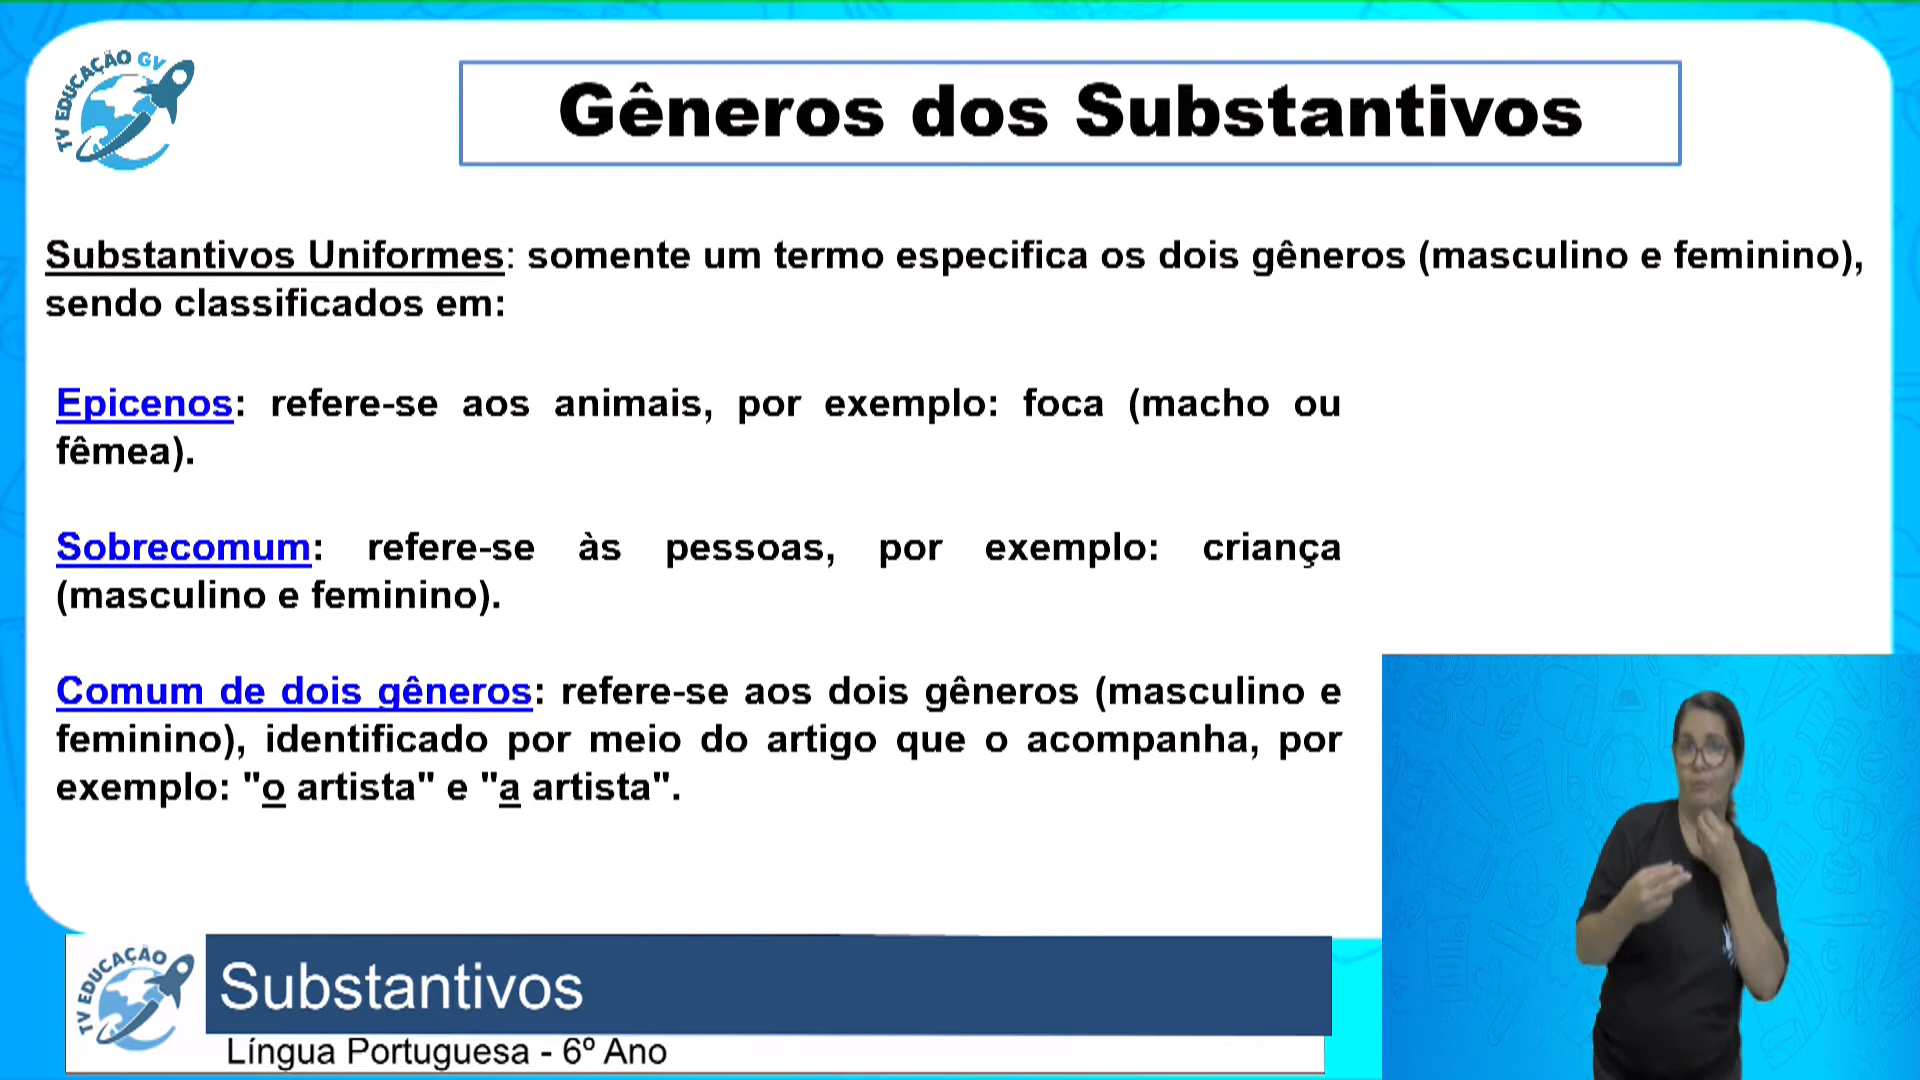 TV EDUCAÇÃO GV
Gêneros dos Substantivos
Substantivos Uniformes: somente um termo especifica os dois gêneros (masculino e feminino),
sendo classificados em:
Epicenos: refere-se aos animais, por exemplo: foca (macho ou
fêmea).
Sobrecomum: refere-se às pessoas, por exemplo: criança
(masculino e feminino).
Comum de dois gêneros: refere-se aos dois gêneros (masculino e
feminino), identificado por meio do artigo que o acompanha, por
exemplo: "o artista" e "a artista".
TV EDUCAÇÃO
Substantivos
Língua Portuguesa - 6º Ano